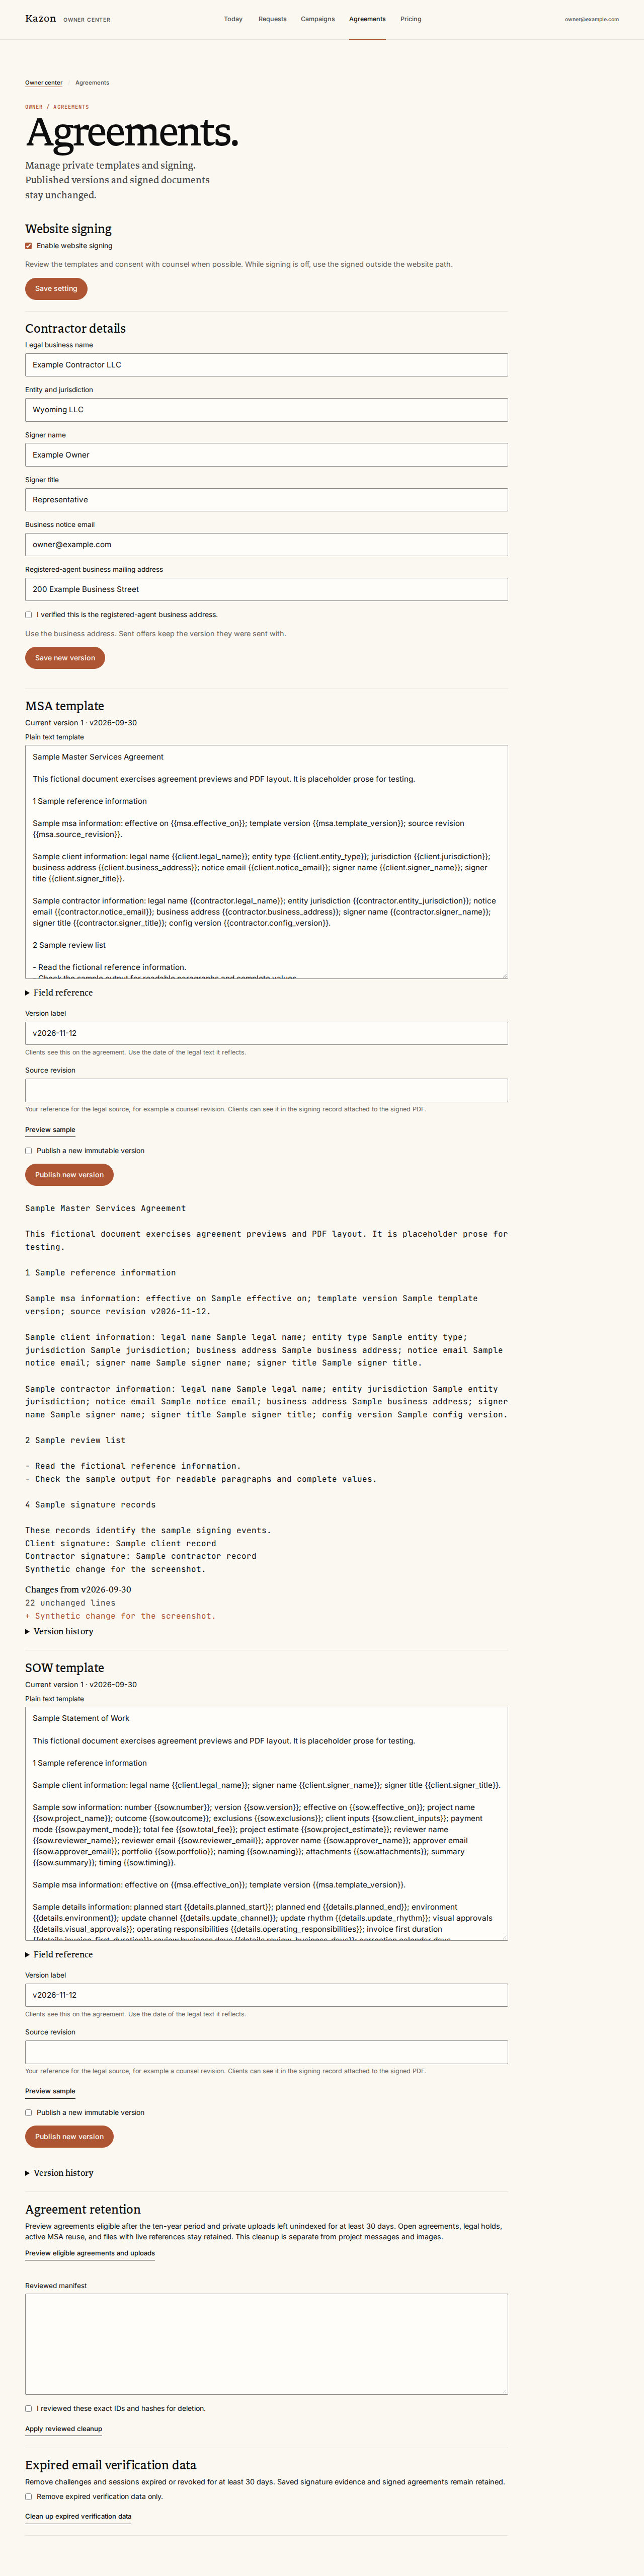 Kazon OWNER CENTER Today Requests Campaigns Agreements Pricing owner@example.com
Owner center / Agreements
OWNER / AGREEMENTS
Agreements.
Manage private templates and signing.
Published versions and signed documents
stay unchanged.
Website signing
Enable website signing
Review the templates and consent with counsel when possible. While signing is off, use the signed outside the website path.
Save setting
Contractor details
Legal business name
Example Contractor LLC
Entity and jurisdiction
Wyoming LLC
Signer name
Example Owner
Signer title
Representative
Business notice email
owner@example.com
Registered-agent business mailing address
200 Example Business Street
I verified this is the registered-agent business address.
Use the business address. Sent offers keep the version they were sent with.
Save new version
MSA template
Current version 1 · v2026-09-30
Plain text template
Sample Master Services Agreement
This fictional document exercises agreement previews and PDF layout. It is placeholder prose for testing.
1 Sample reference information
Sample msa information: effective on {{msa.effective_on}}; template version {{msa.template_version}}; source revision
{{msa.source_revision}}.
Sample client information: legal name {{client.legal_name}}; entity type {{client.entity_type}}; jurisdiction {{client.jurisdiction}};
business address {{client.business_address}}; notice email {{client.notice_email}}; signer name {{client.signer_name}}; signer
title {{client.signer_title}}.
Sample contractor information: legal name {{contractor.legal_name}}; entity jurisdiction {{contractor.entity_jurisdiction}}; notice
email {{contractor.notice_email}}; business address {{contractor.business_address}}; signer name {{contractor.signer_name}};
signer title {{contractor.signer_title}}; config version {{contractor.config_version}}.
2 Sample review list
- Read the fictional reference information.
- Check the sample output for readable paragraphs and complete values.
Field reference
Version label
v2026-11-12
Clients see this on the agreement. Use the date of the legal text it reflects.
Source revision
Your reference for the legal source, for example a counsel revision. Clients can see it in the signing record attached to the signed PDF.
Preview sample
Publish a new immutable version
Publish new version
Sample Master Services Agreement
This fictional document exercises agreement previews and PDF layout. It is placeholder prose for
testing.
1 Sample reference information
Sample msa information: effective on Sample effective on; template version Sample template
version; source revision v2026-11-12.
Sample client information: legal name Sample legal name; entity type Sample entity type;
jurisdiction Sample jurisdiction; business address Sample business address; notice email Sample
notice email; signer name Sample signer name; signer title Sample signer title.
Sample contractor information: legal name Sample legal name; entity jurisdiction Sample entity
jurisdiction; notice email Sample notice email; business address Sample business address; signer
name Sample signer name; signer title Sample signer title; config version Sample config version.
2 Sample review list
- Read the fictional reference information.
- Check the sample output for readable paragraphs and complete values.
4 Sample signature records
These records identify the sample signing events.
Client signature: Sample client record
Contractor signature: Sample contractor record
Synthetic change for the screenshot.
Changes from v2026-09-30
22 unchanged lines
+ Synthetic change for the screenshot.
Version history
SOW template
Current version 1 · v2026-09-30
Plain text template
Sample Statement of Work
This fictional document exercises agreement previews and PDF layout. It is placeholder prose for testing.
1 Sample reference information
Sample client information: legal name {{client.legal_name}}; signer name {{client.signer_name}}; signer title {{client.signer_title}}.
Sample sow information: number {{sow.number}}; version {{sow.version}}; effective on {{sow.effective_on}}; project name
{{sow.project_name}}; outcome {{sow.outcome}}; exclusions {{sow.exclusions}}; client inputs {{sow.client_inputs}}; payment
mode {{sow.payment_mode}}; total fee {{sow.total_fee}}; project estimate {{sow.project_estimate}}; reviewer name
{{sow.reviewer_name}}; reviewer email {{sow.reviewer_email}}; approver name {{sow.approver_name}}; approver email
{{sow.approver_email}}; portfolio {{sow.portfolio}}; naming {{sow.naming}}; attachments {{sow.attachments}}; summary
{{sow.summary}}; timing {{sow.timing}}.
Sample msa information: effective on {{msa.effective_on}}; template version {{msa.template_version}}.
Sample details information: planned start {{details.planned_start}}; planned end {{details.planned_end}}; environment
{{details.environment}}; update channel {{details.update_channel}}; update rhythm {{details.update_rhythm}}; visual approvals
{{details.visual_approvals}}; operating responsibilities {{details.operating_responsibilities}}; invoice first duration
{{details.invoice_first_duration}}; review business days {{details.review_business_days}}; correction calendar days
Field reference
Version label
v2026-11-12
Clients see this on the agreement. Use the date of the legal text it reflects.
Source revision
Your reference for the legal source, for example a counsel revision. Clients can see it in the signing record attached to the signed PDF.
Preview sample
Publish a new immutable version
Publish new version
Version history
Agreement retention
Preview agreements eligible after the ten-year period and private uploads left unindexed for at least 30 days. Open agreements, legal holds,
active MSA reuse, and files with live references stay retained. This cleanup is separate from project messages and images.
Preview eligible agreements and uploads
Reviewed manifest
I reviewed these exact IDs and hashes for deletion.
Apply reviewed cleanup
Expired email verification data
Remove challenges and sessions expired or revoked for at least 30 days. Saved signature evidence and signed agreements remain retained.
Remove expired verification data only.
Clean up expired verification data